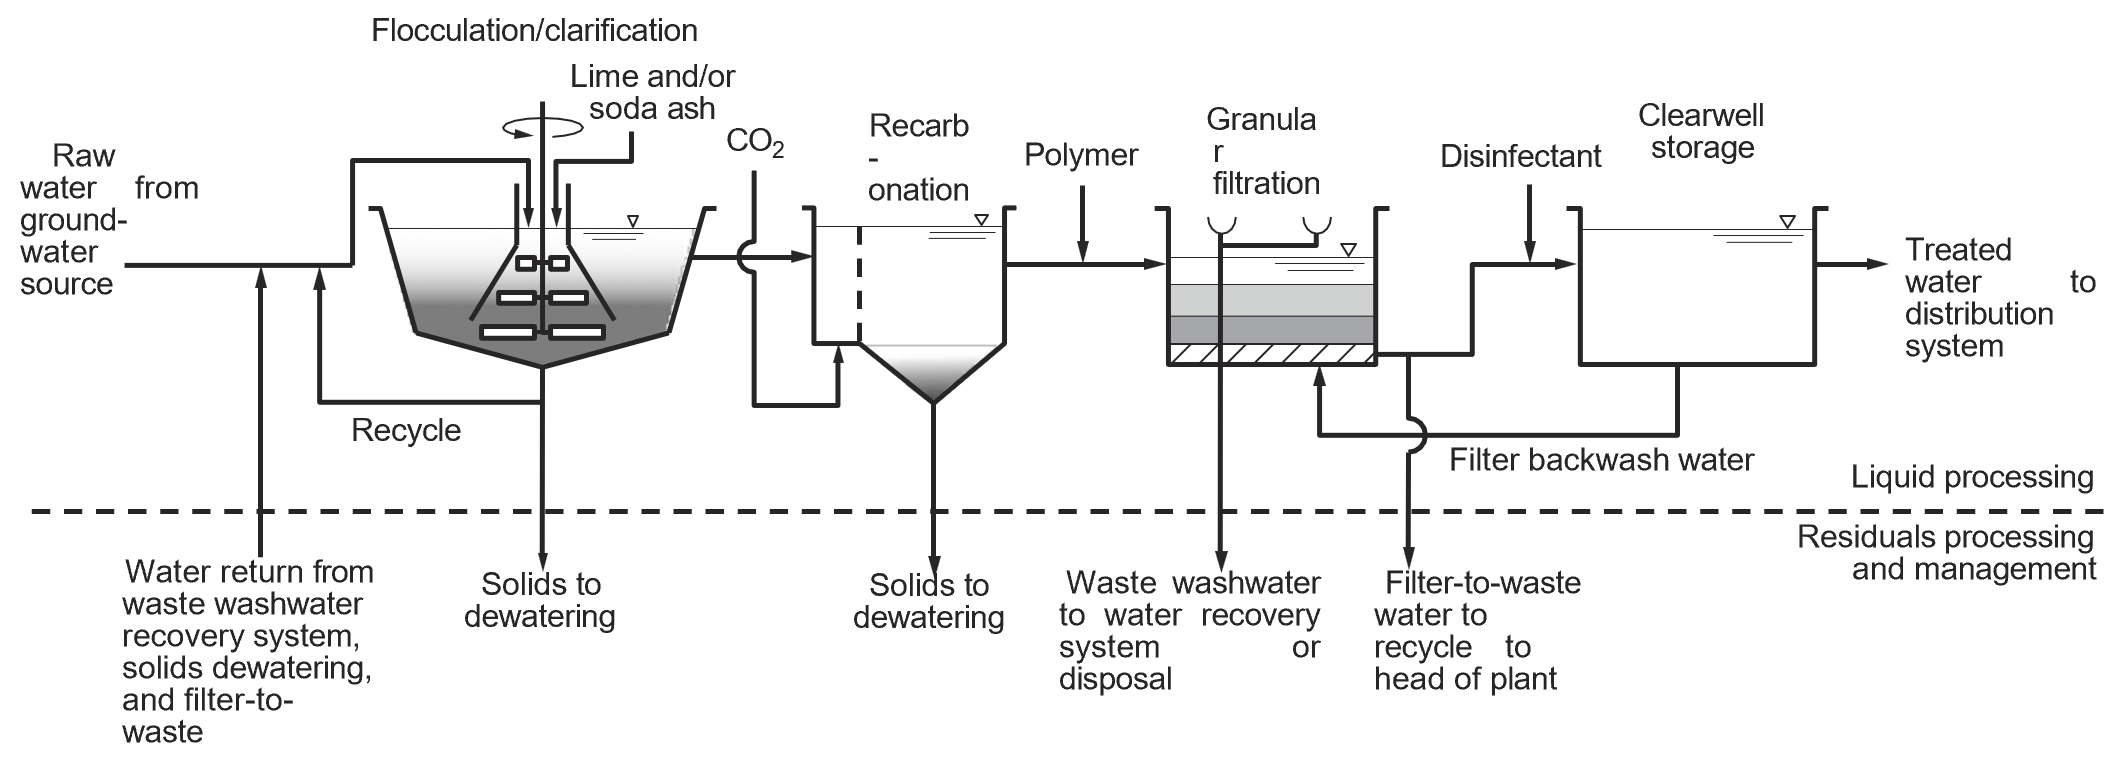 Flocculation/clarification
Lime and/or
soda ash
Raw
water from
ground-
water
source
CO2
Recarb
-
onation
Polymer
Granula
r
filtration
Disinfectant
Clearwell
storage
Treated
water to
distribution
system
Recycle
Filter backwash water
Liquid processing
Residuals processing
and management
Water return from
waste washwater
recovery system,
solids dewatering,
and filter-to-
waste
Solids to
dewatering
Solids to
dewatering
Waste washwater
to water recovery
system or
disposal
Filter-to-waste
water to
recycle to
head of plant